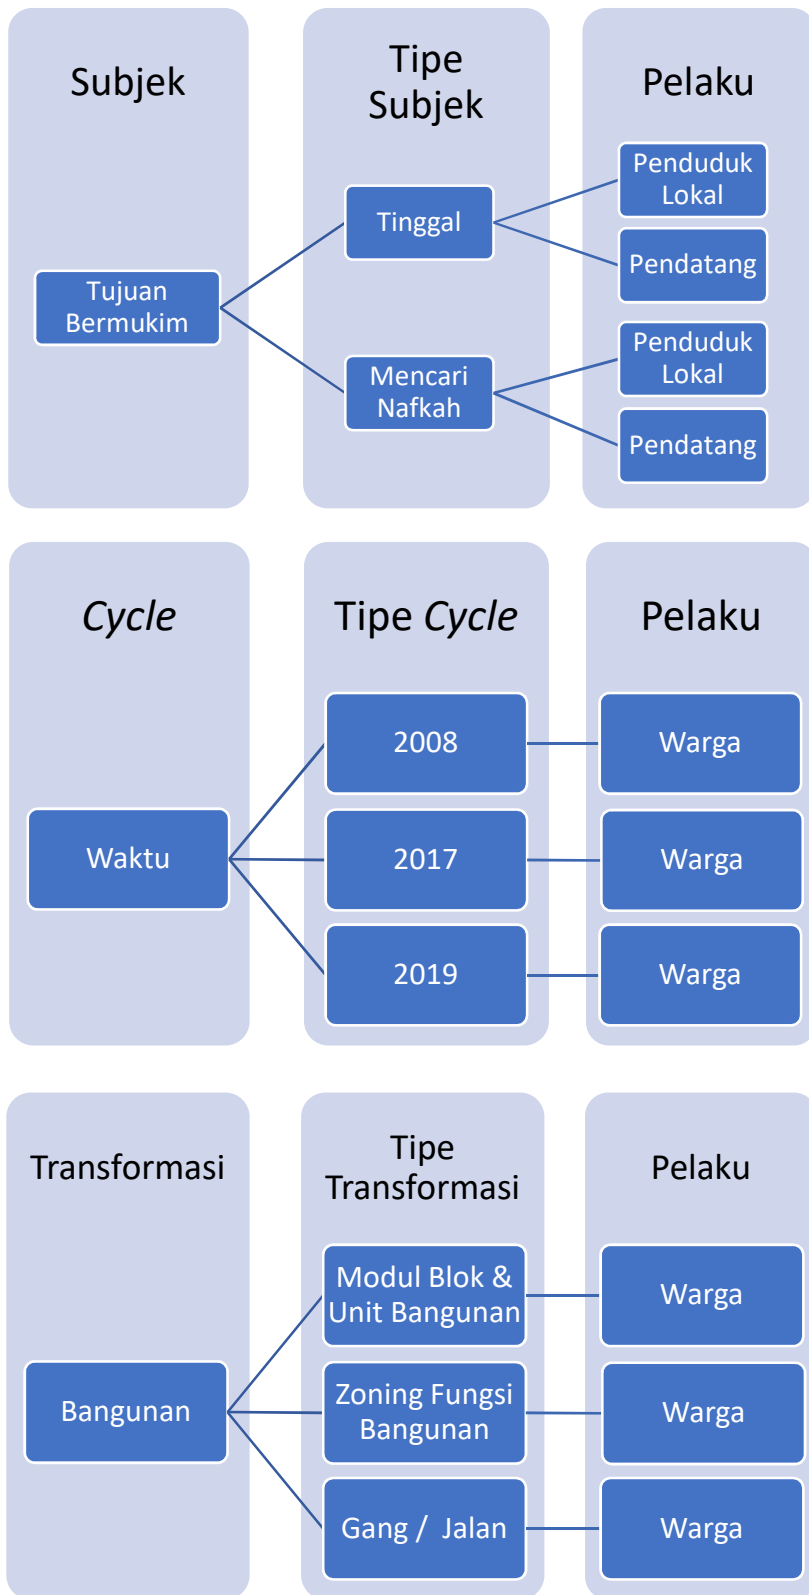 Subjek
Tipe
Subjek
Pelaku
Tujuan
Bermukim
Tinggal
Mencari
Nafkah
Penduduk
Lokal
Pendatang
Penduduk
Lokal
Pendatang
Cycle
Tipe Cycle
Pelaku
Waktu
2008
Warga
2017
Warga
2019
Warga
Transformasi
Tipe
Transformasi
Pelaku
Bangunan
Modul Blok &
Unit Bangunan
Warga
Zoning Fungsi
Bangunan
Warga
Gang / Jalan
Warga